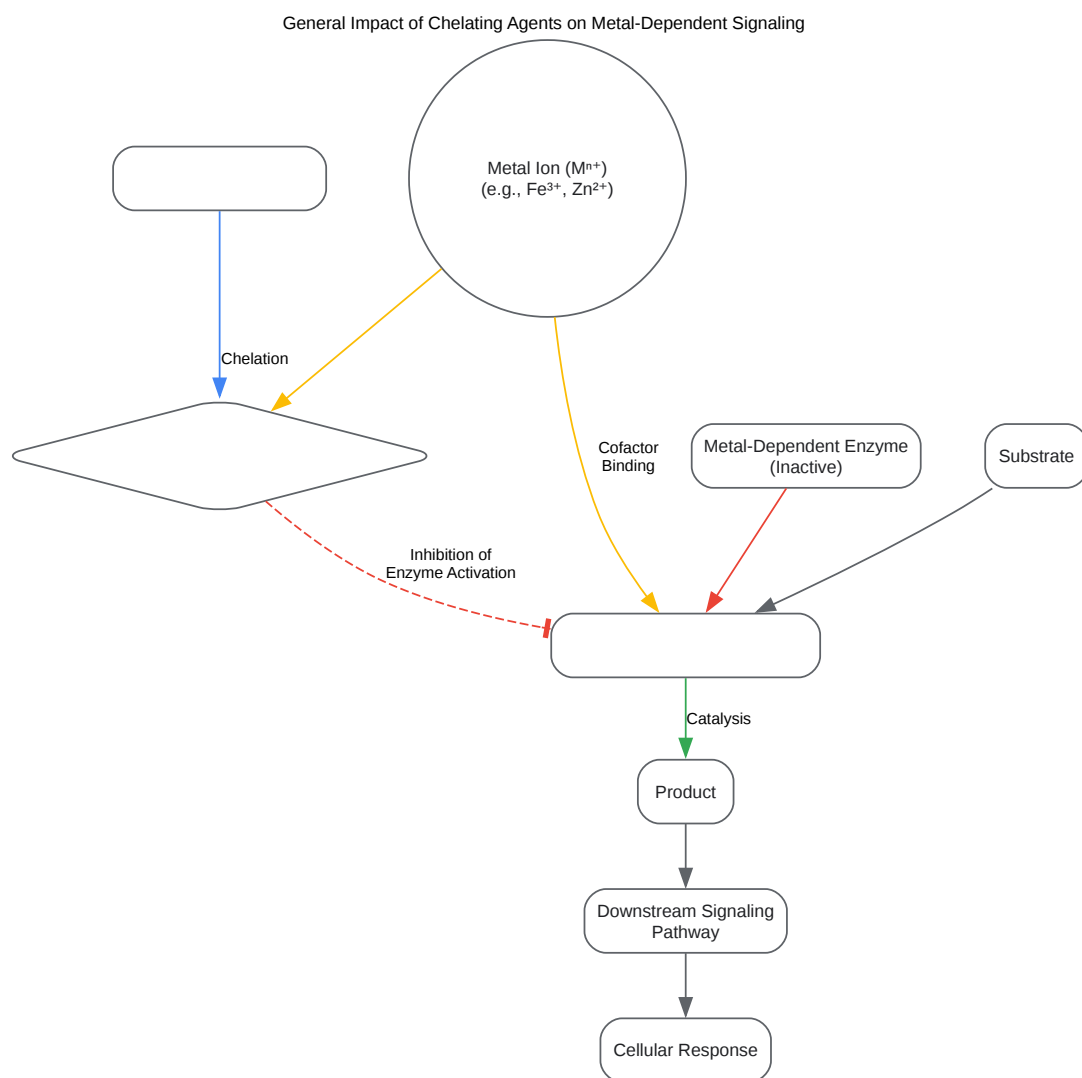 General Impact of Chelating Agents on Metal-Dependent Signaling
Metal Ion (Mⁿ⁺)
(e.g., Fe³⁺, Zn²⁺)
Chelation
Cofactor
Binding
Metal-Dependent Enzyme
(Inactive)
Substrate
Inhibition of
Enzyme Activation
Catalysis
Product
Downstream Signaling
Pathway
Cellular Response